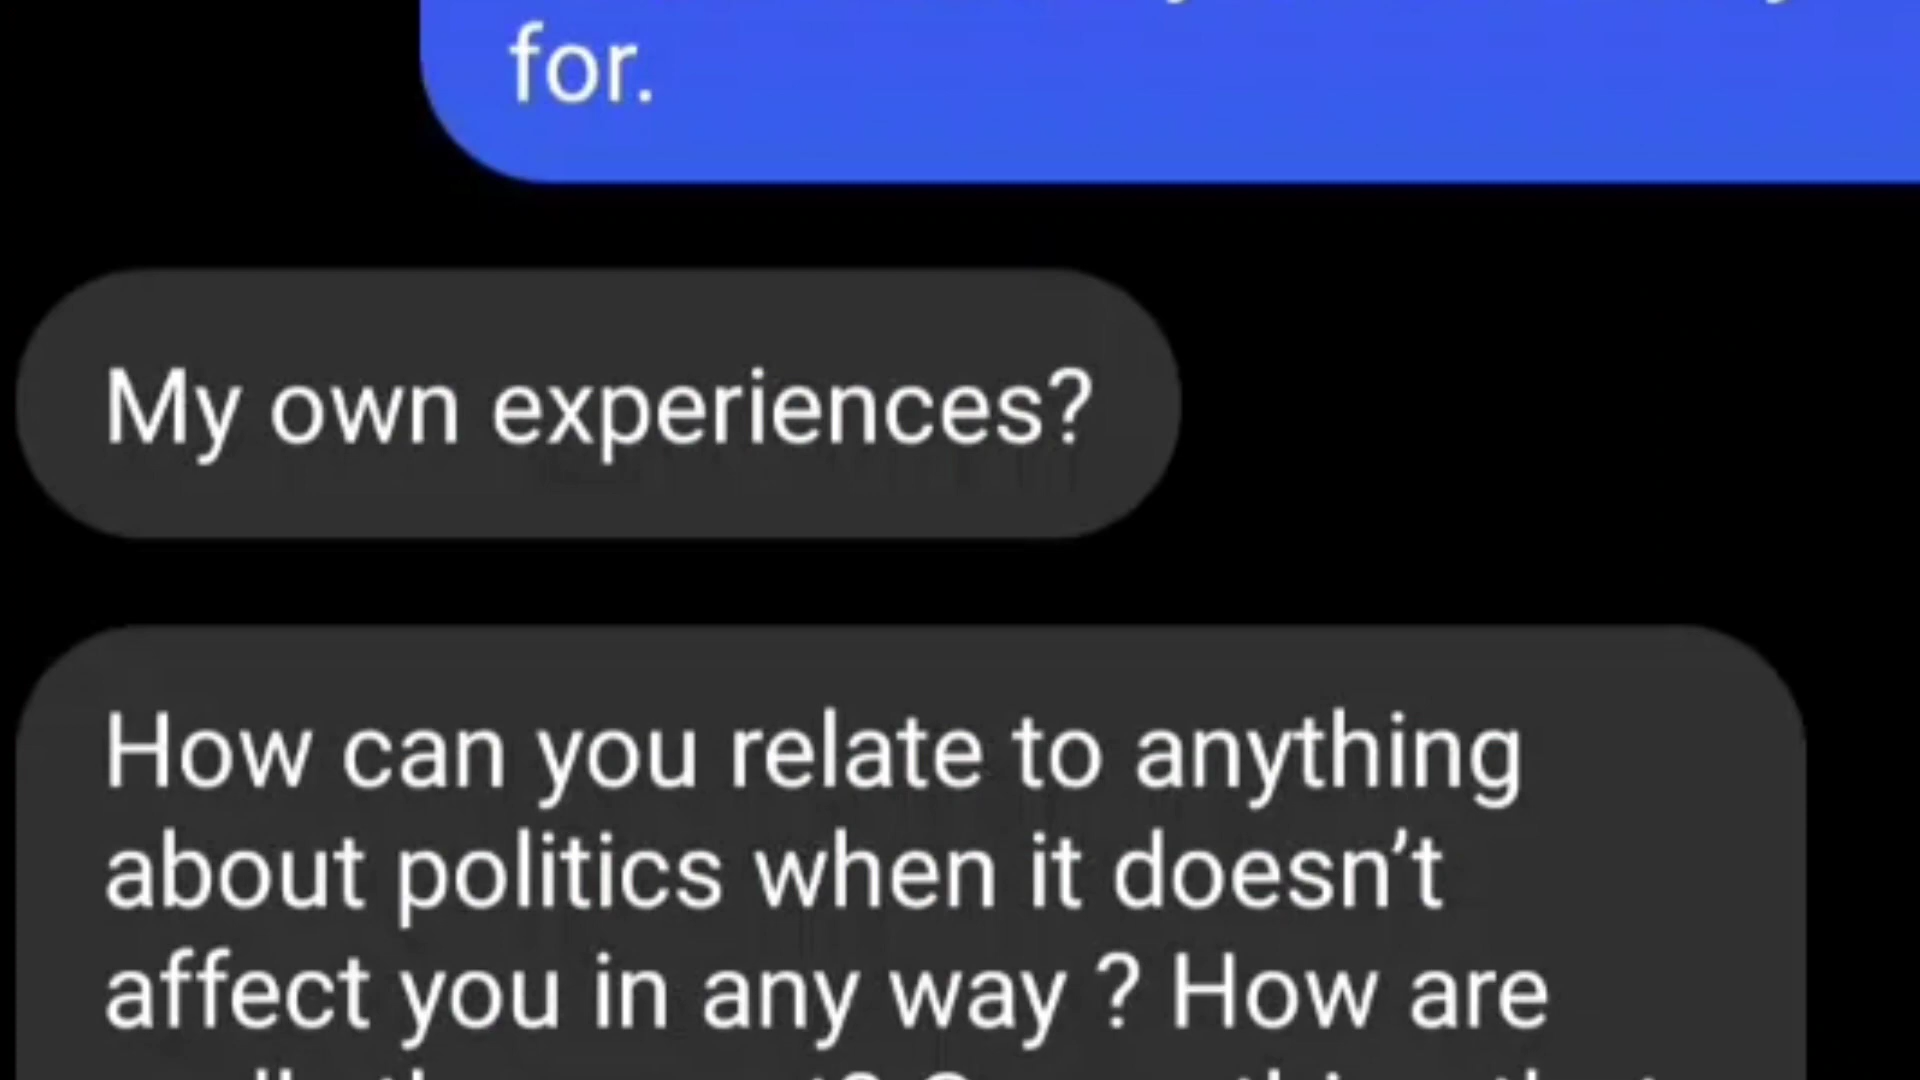 for.
My own experiences?
How can you relate to anything
about politics when it doesn’t
affect you in any way ? How are